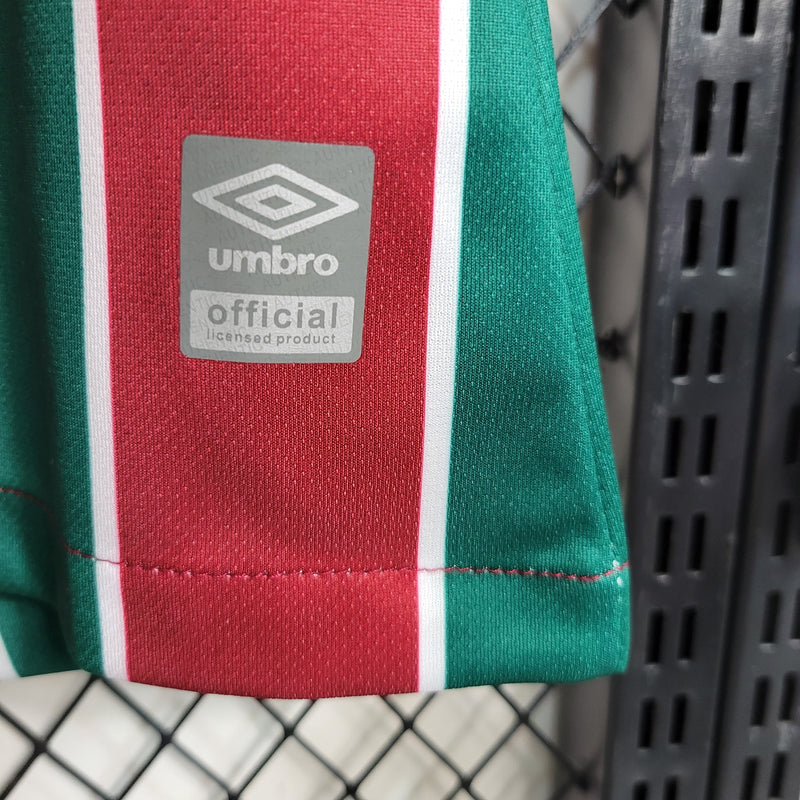 umbro
official
licensed product